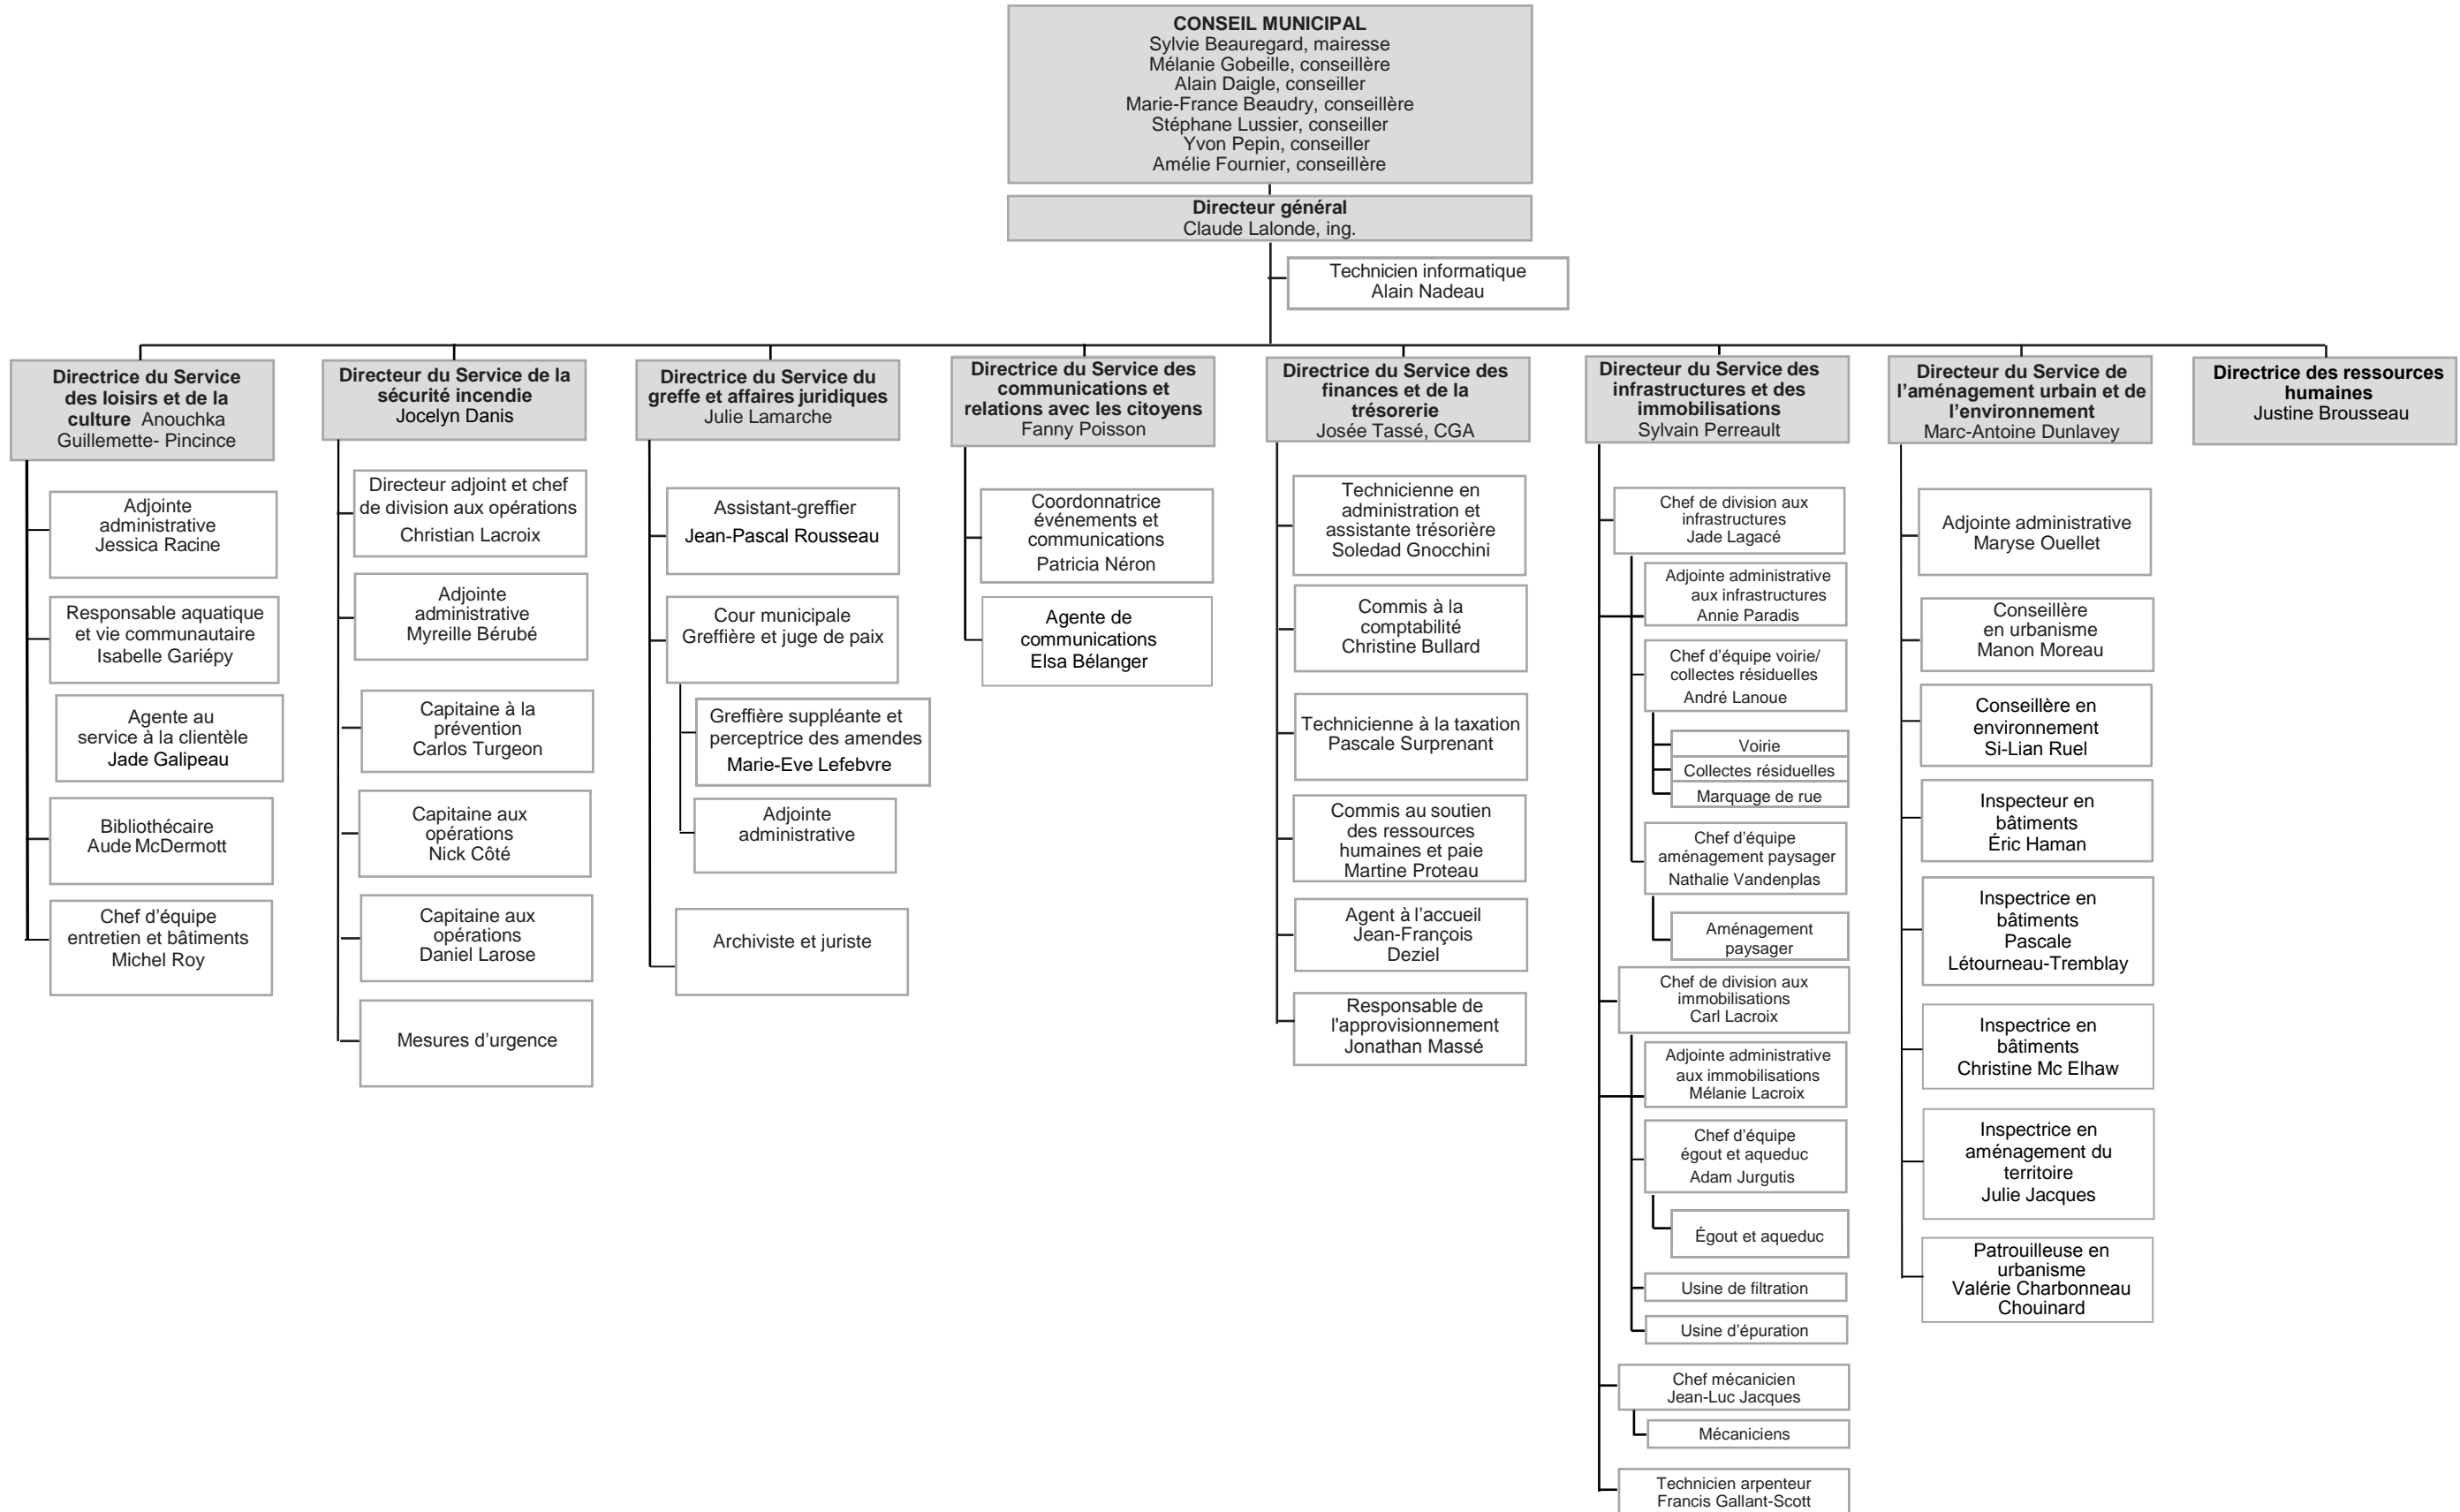 CONSEIL MUNICIPAL
Sylvie Beauregard, mairesse
Mélanie Gobeille, conseillère
Alain Daigle, conseiller
Marie-France Beaudry, conseillère
Stéphane Lussier, conseiller
Yvon Pepin, conseiller
Amélie Fournier, conseillère
Directeur général
Claude Lalonde, ing.
Technicien informatique
Alain Nadeau
Directrice du Service
des loisirs et de la
culture Anouchka
Guillemette- Pincince
Adjointe
administrative
Jessica Racine
Responsable aquatique
et vie communautaire
Isabelle Gariépy
Agente au
service à la clientèle
Jade Galipeau
Bibliothécaire
Aude McDermott
Chef d'équipe
entretien et bâtiments
Michel Roy
Directeur du Service de la
sécurité incendie
Jocelyn Danis
Directeur adjoint et chef
de division aux opérations
Christian Lacroix
Adjointe
administrative
Myreille Bérubé
Capitaine à la
prévention
Carlos Turgeon
Capitaine aux
opérations
Nick Côté
Capitaine aux
opérations
Daniel Larose
Mesures d'urgence
Directrice du Service du
greffe et affaires juridiques
Julie Lamarche
Assistant-greffier
Jean-Pascal Rousseau
Cour municipale
Greffière et juge de paix
Greffière suppléante et
perceptrice des amendes
Marie-Eve Lefebvre
Adjointe
administrative
Archiviste et juriste
Directrice du Service des
communications et
relations avec les citoyens
Fanny Poisson
Coordonnatrice
événements et
communications
Patricia Néron
Agente de
communications
Elsa Bélanger
Directrice du Service des
finances et de la
trésorerie
Josée Tassé, CGA
Technicienne en
administration et
assistante trésorière
Soledad Gnocchini
Commis à la
comptabilité
Christine Bullard
Technicienne à la taxation
Pascale Surprenant
Commis au soutien
des ressources
humaines et paie
Martine Proteau
Agent à l'accueil
Jean-François
Deziel
Responsable de
l'approvisionnement
Jonathan Massé
Directeur du Service des
infrastructures et des
immobilisations
Sylvain Perreault
Chef de division aux
infrastructures
Jade Lagacé
Adjointe administrative
aux infrastructures
Annie Paradis
Chef d'équipe voirie/
collectes résiduelles
André Lanoue
Voirie
Collectes résiduelles
Marquage de rue
Chef d'équipe
aménagement paysager
Nathalie Vandenplas
Aménagement
paysager
Chef de division aux
immobilisations
Carl Lacroix
Adjointe administrative
aux immobilisations
Mélanie Lacroix
Chef d'équipe
égout et aqueduc
Adam Jurgutis
Égout et aqueduc
Usine de filtration
Usine d'épuration
Chef mécanicien
Jean-Luc Jacques
Mécaniciens
Technicien arpenteur
Francis Gallant-Scott
Directeur du Service de
l'aménagement urbain et de
l'environnement
Marc-Antoine Dunlavey
Adjointe administrative
Maryse Ouellet
Conseillère
en urbanisme
Manon Moreau
Conseillère en
environnement
Si-Lian Ruel
Inspecteur en
bâtiments
Éric Haman
Inspectrice en
bâtiments
Pascale
Létourneau-Tremblay
Inspectrice en
bâtiments
Christine Mc Elhaw
Inspectrice en
aménagement du
territoire
Julie Jacques
Patrouilleuse en
urbanisme
Valérie Charbonneau
Chouinard
Directrice des ressources
humaines
Justine Brousseau